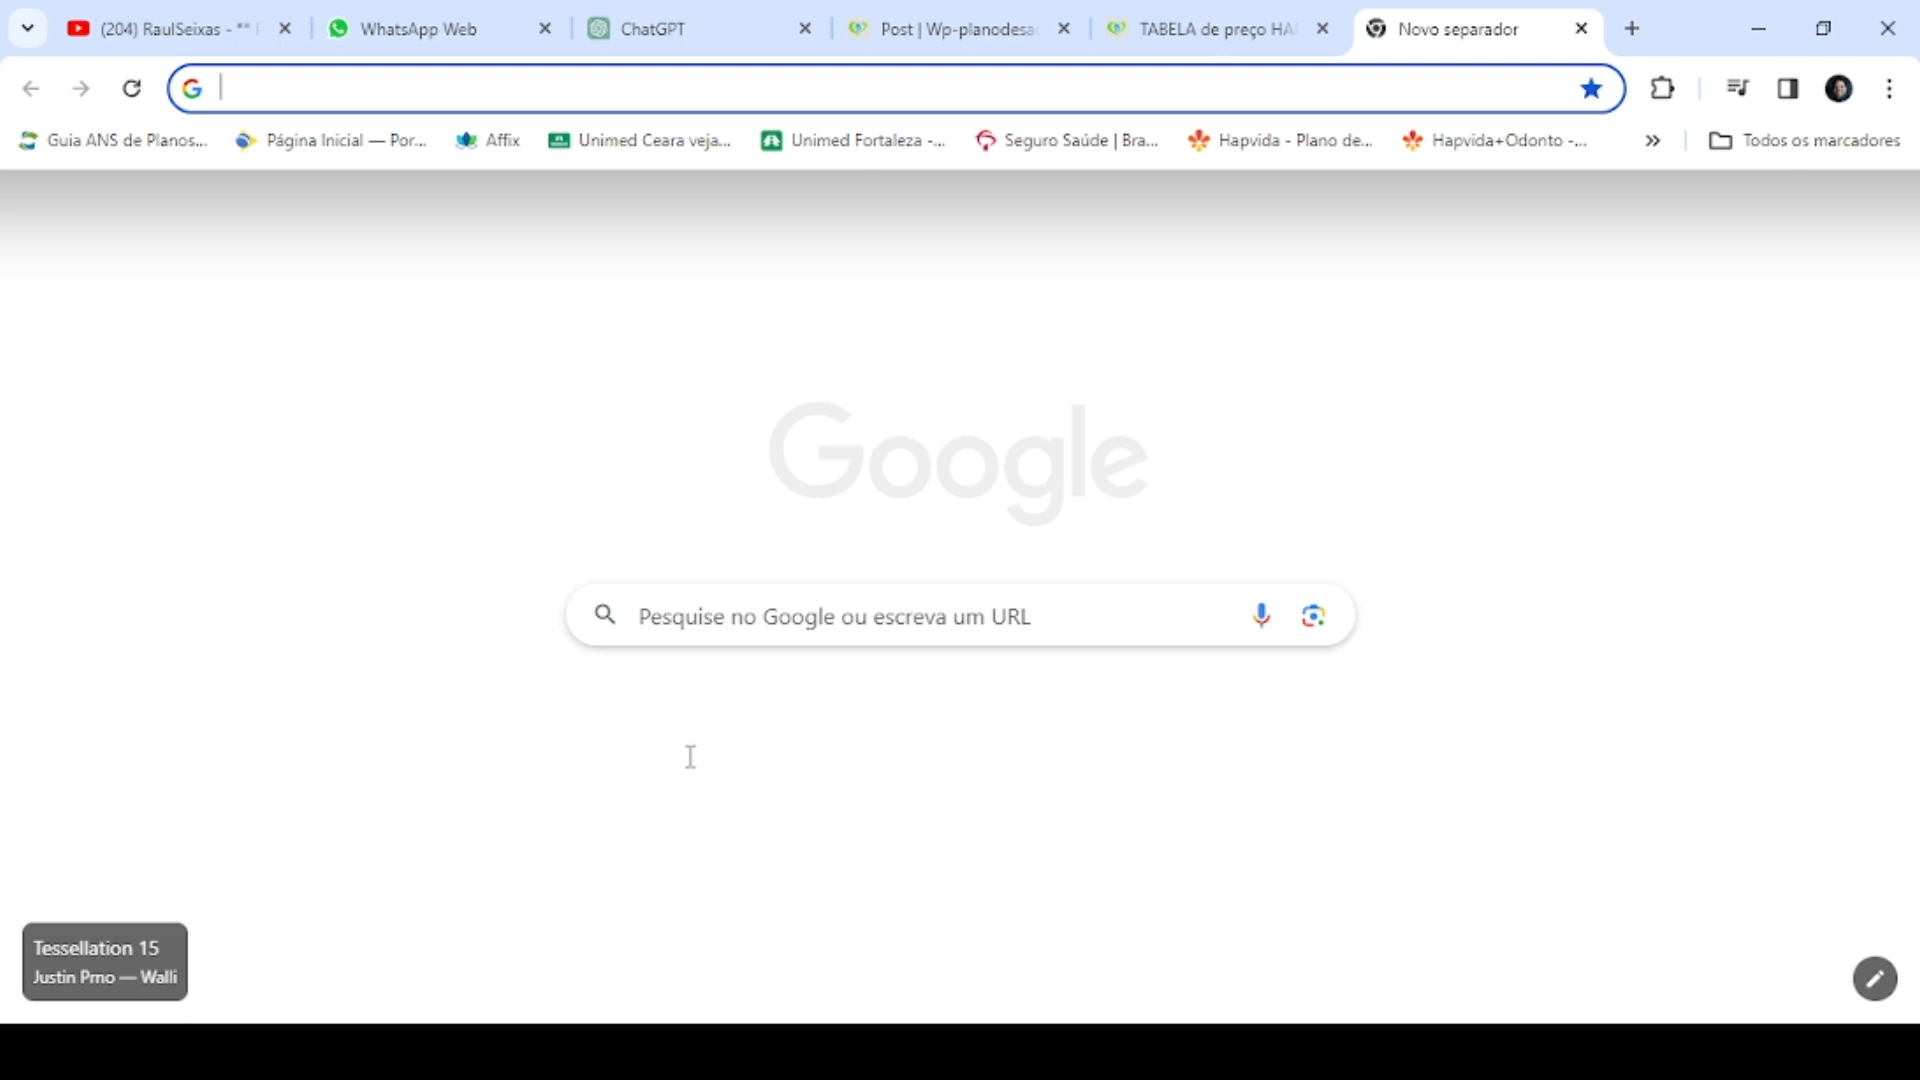 (204) RaulSeixas - **
WhatsApp Web
ChatGPT
Post | Wp-planodesa
TABELA de preço HA
Novo separador
Guia ANS de Planos...
Página Inicial — Por...
Affix
Unimed Ceara veja...
Unimed Fortaleza -...
Seguro Saúde | Bra...
Hapvida - Plano de...
Hapvida+Odonto -...
Todos os marcadores
Google
Pesquise no Google ou escreva um URL
Tessellation 15
Justin Prno — Walli